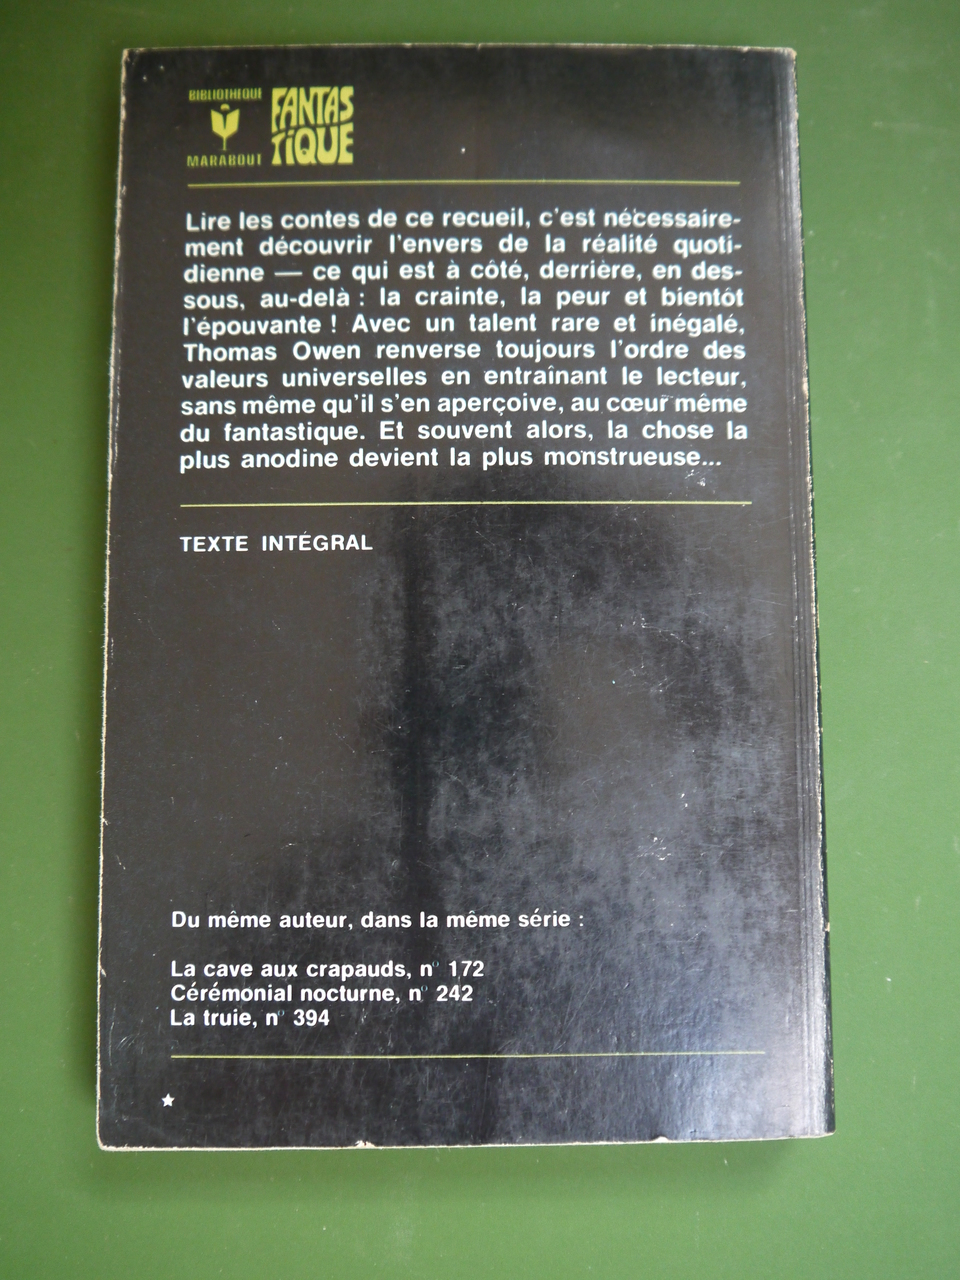 BIBLIOTHEQUE
MARABOUT
FANTAS
TIQUE
Lire les contes de ce recueil, c'est nécessaire-
ment découvrir l'envers de la réalité quoti-
dienne — ce qui est à côté, derrière, en des-
sous, au-delà : la crainte, la peur et bientôt
l'épouvante ! Avec un talent rare et inégalé,
Thomas Owen renverse toujours l'ordre des
valeurs universelles en entraînant le lecteur,
sans même qu'il s'en aperçoive, au cœur même
du fantastique. Et souvent alors, la chose la
plus anodine devient la plus monstrueuse...
TEXTE INTÉGRAL
Du même auteur, dans la même série :
La cave aux crapauds, n° 172
Cérémonial nocturne, n° 242
La truie, n° 394